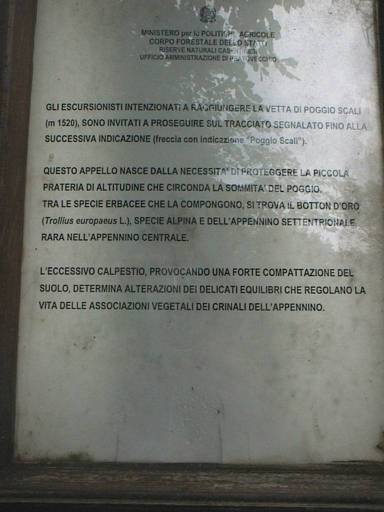 MINISTERO per le POLITICHE AGRICOLE
CORPO FORESTALE DELLO STATO
RISERVE NATURALI CASENTINESI
UFFICIO AMMINISTRAZIONE DI PRATOVECCHIO
GLI ESCURSIONISTI INTENZIONATI A RAGGIUNGERE LA VETTA DI POGGIO SCALI
(m 1520), SONO INVITATI A PROSEGUIRE SUL TRACCIATO SEGNALATO FINO ALLA
SUCCESSIVA INDICAZIONE (freccia con indicazione "Poggio Scali").
QUESTO APPELLO NASCE DALLA NECESSITA' DI PROTEGGERE LA PICCOLA
PRATERIA DI ALTITUDINE CHE CIRCONDA LA SOMMITA' DEL POGGIO.
TRA LE SPECIE ERBACEE CHE LA COMPONGONO, SI TROVA IL BOTTON D'ORO
(Trollius europaeus L.), SPECIE ALPINA E DELL'APPENNINO SETTENTRIONALE
RARA NELL'APPENNINO CENTRALE.
L'ECCESSIVO CALPESTIO, PROVOCANDO UNA FORTE COMPATTAZIONE DEL
SUOLO, DETERMINA ALTERAZIONI DEI DELICATI EQUILIBRI CHE REGOLANO LA
VITA DELLE ASSOCIAZIONI VEGETALI DEI CRINALI DELL'APPENNINO.